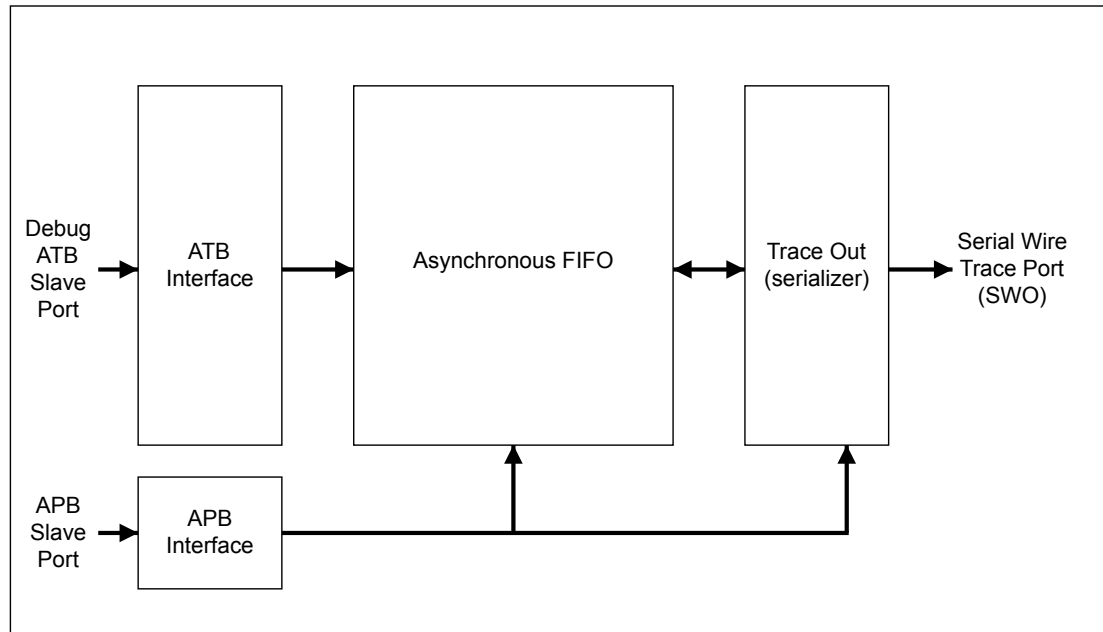 Debug
ATB
Slave
Port
ATB
Interface
Asynchronous FIFO
Trace Out
(serializer)
Serial Wire
Trace Port
(SWO)
APB
Slave
Port
APB
Interface